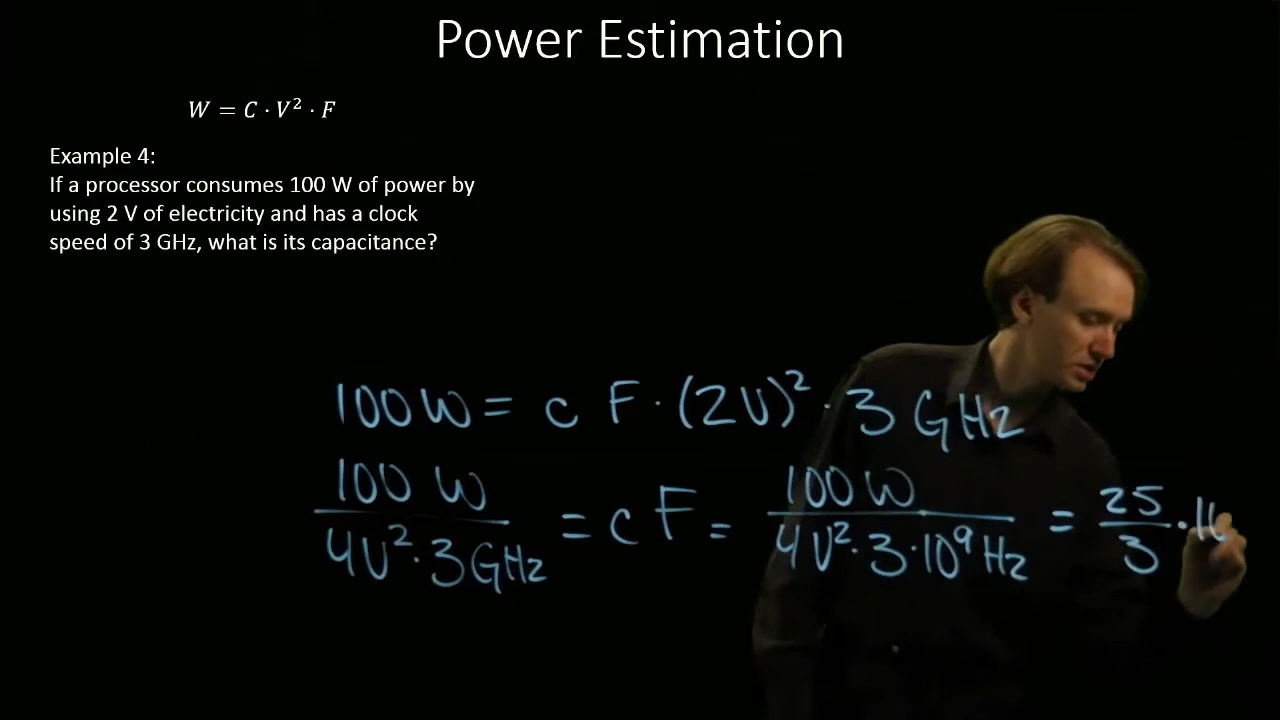 Power Estimation
W = C · V² · F
Example 4:
If a processor consumes 100 W of power by
using 2 V of electricity and has a clock
speed of 3 GHz, what is its capacitance?
100W = c F · (2V)² · 3 GHz
100 W / 4V² · 3GHz = c F = 100 W / 4V² · 3 · 10⁹ Hz = 25 / 3 ·